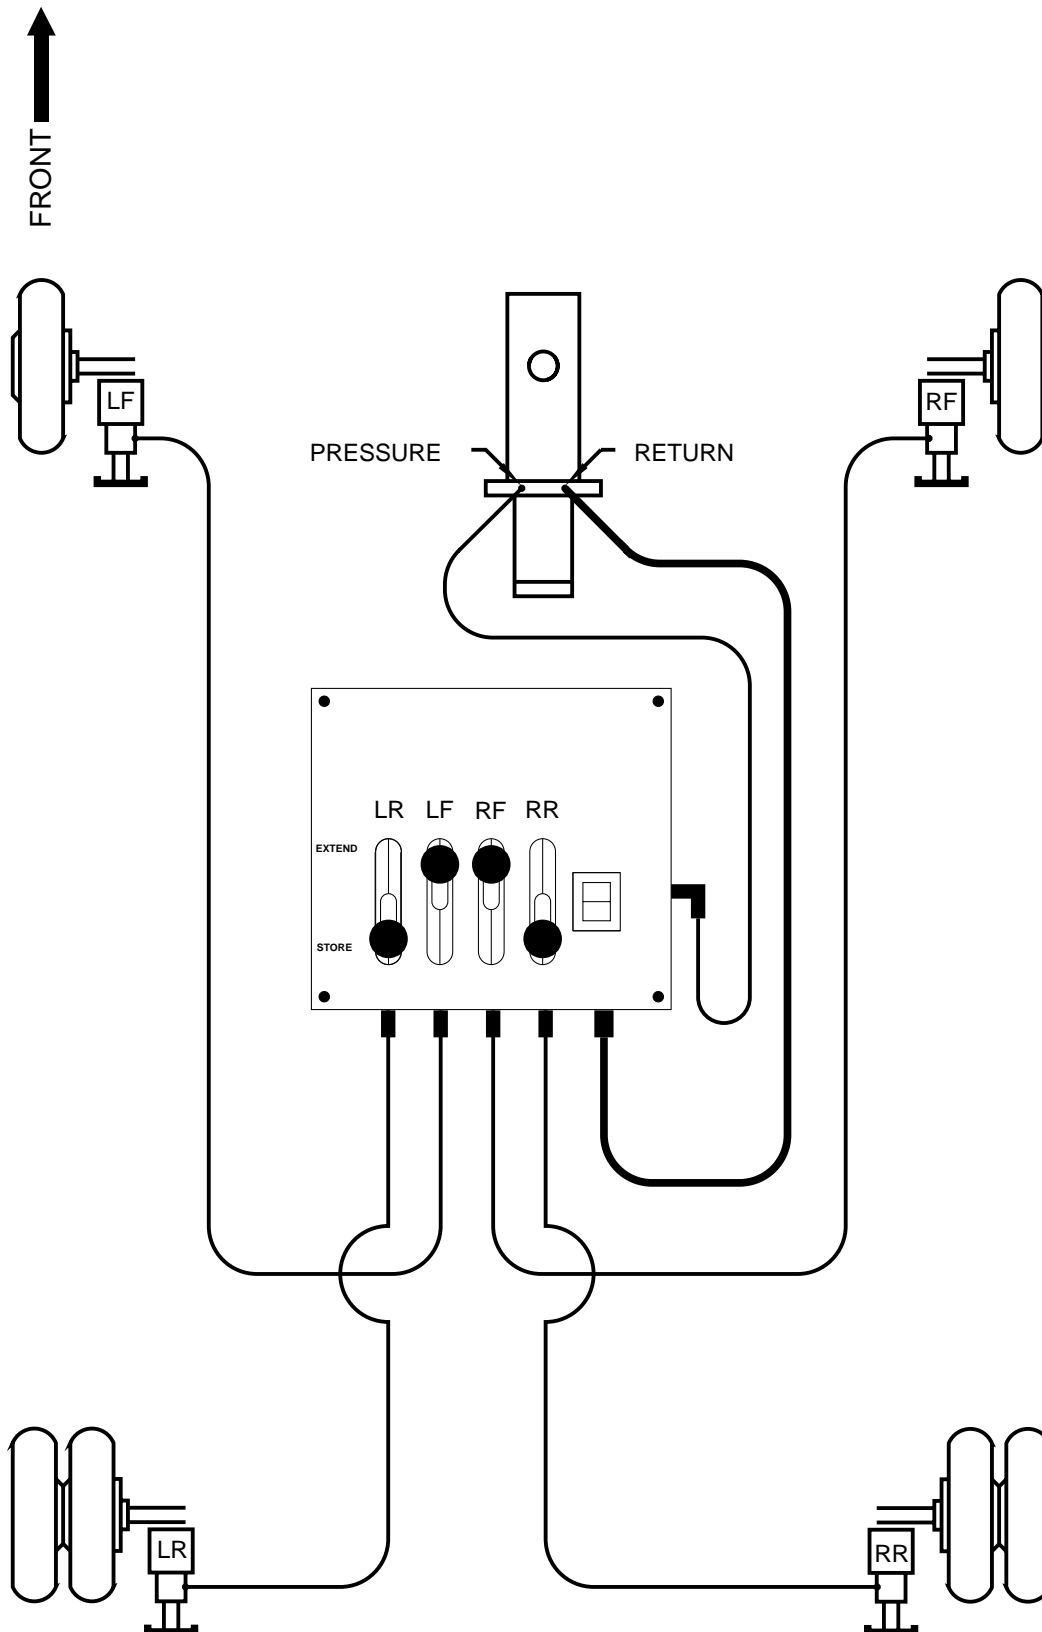 FRONT
LF
RF
PRESSURE
RETURN
LR LF RF RR
EXTEND
STORE
LR
RR